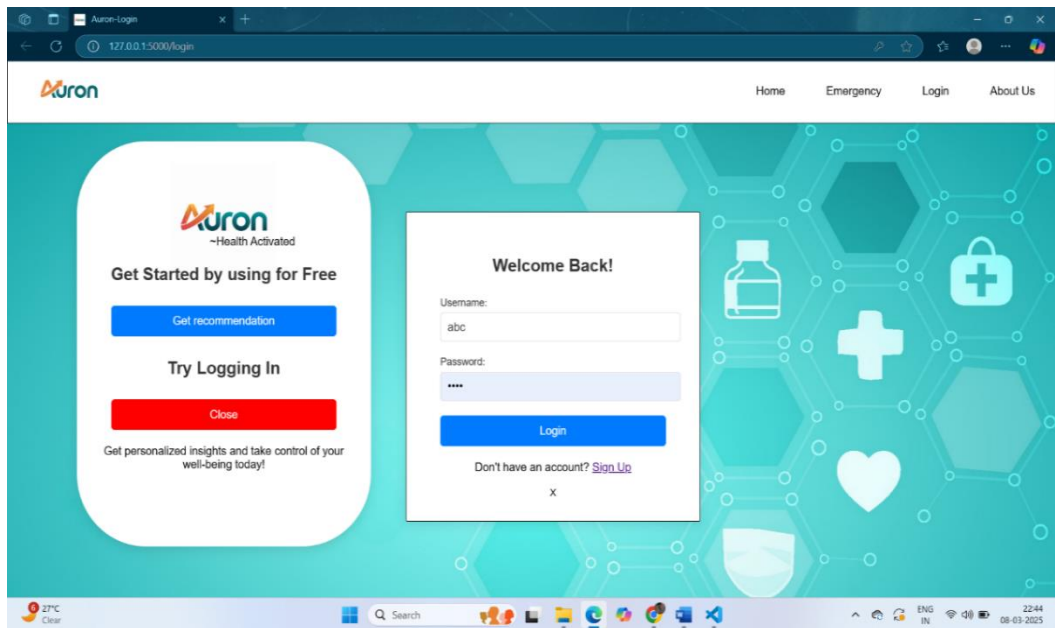 Auron-Login
127.0.0.1:5000/login
Auron
Home Emergency Login About Us
Auron
~Health Activated
Get Started by using for Free
Get recommendation
Try Logging In
Close
Get personalized insights and take control of your
well-being today!
Welcome Back!
Username:
abc
Password:
••••
Login
Don't have an account? Sign Up
X
6
27°C
Clear
Search
ENG
IN
22:44
08-03-2025